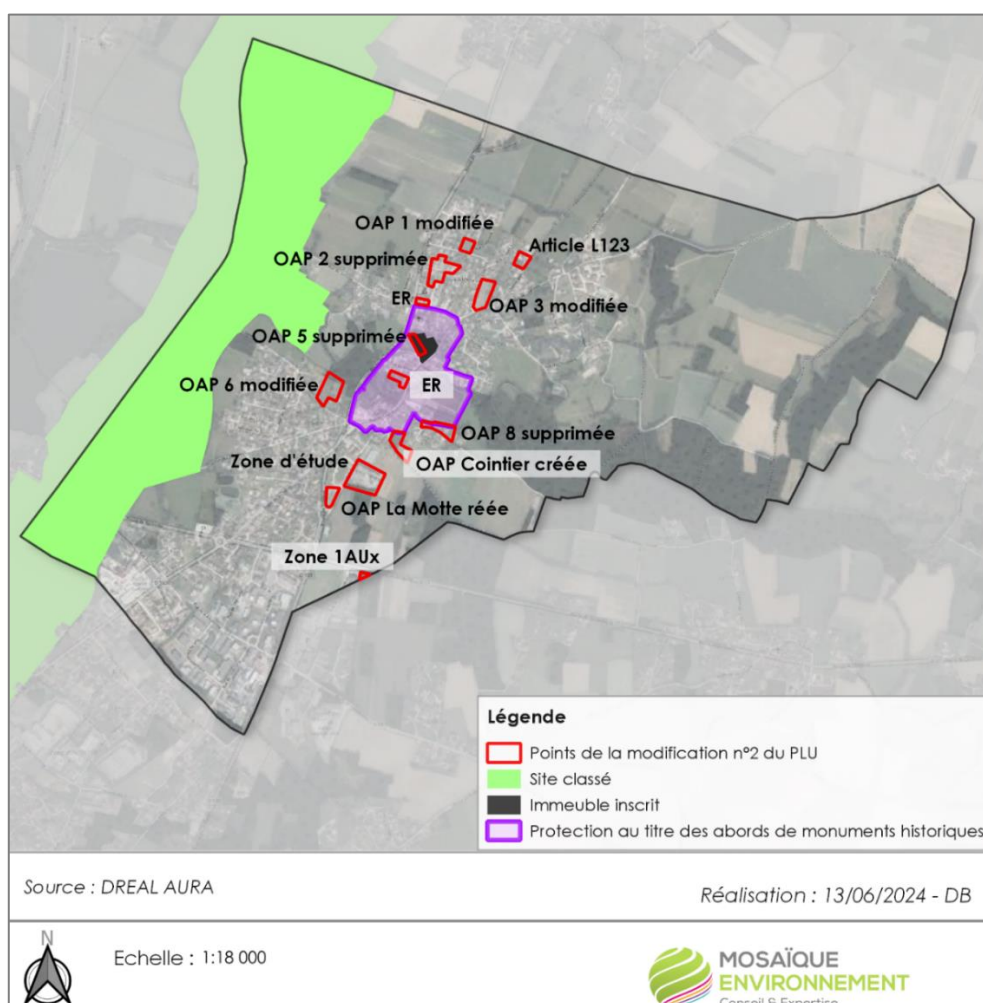 OAP 1 modifiée
Article L123
OAP 2 supprimée
ER
OAP 3 modifiée
OAP 5 supprimée
OAP 6 modifiée
ER
OAP 8 supprimée
Zone d'étude
OAP Cointier créée
OAP La Motte réée
Zone 1AUx
Légende
Points de la modification n°2 du PLU
Site classé
Immeuble inscrit
Protection au titre des abords de monuments historiques
Source : DREAL AURA
Réalisation : 13/06/2024 - DB
N
Echelle : 1:18 000
MOSAÏQUE
ENVIRONNEMENT
Conseil & Expertise